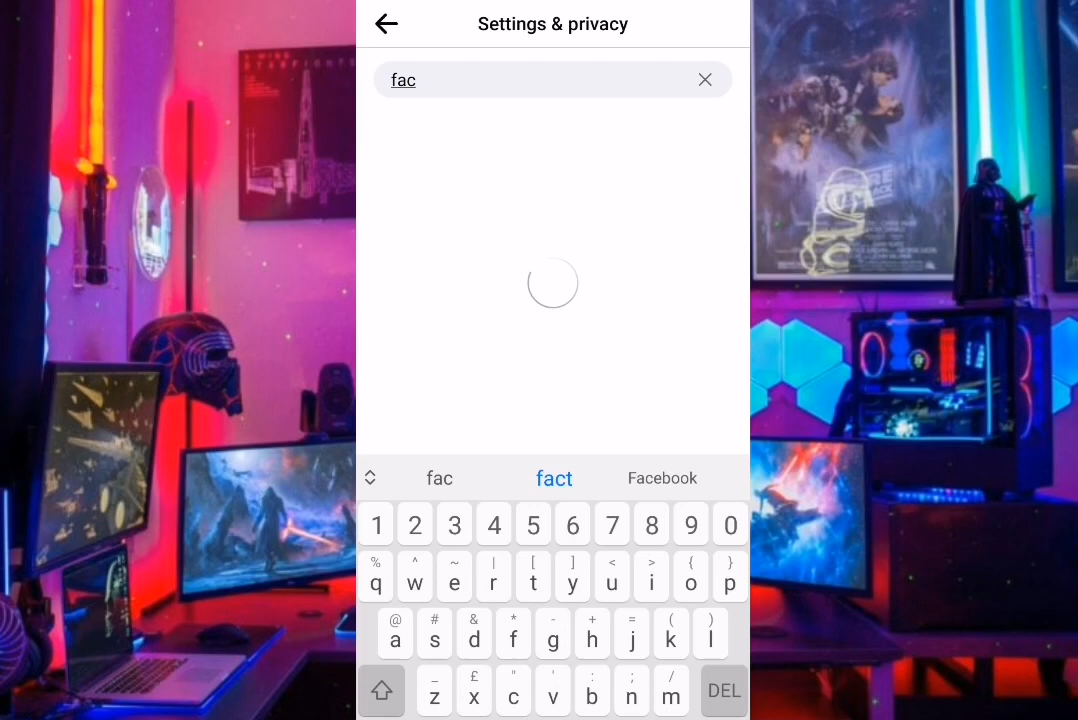 Settings & privacy
fac
fac fact Facebook
1 2 3 4 5 6 7 8 9 0
% ^ ~ | [ ] < > { }
q w e r t y u i o p
@ # & * - + = ( )
a s d f g h j k l
_ £ " ' : ; /
z x c v b n m DEL